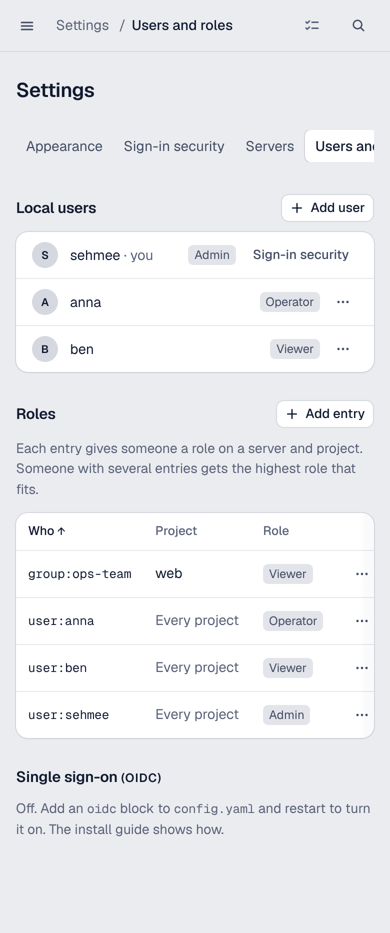 Settings / Users and roles
Settings
Appearance Sign-in security Servers Users and
Local users + Add user
S sehmee · you Admin Sign-in security
A anna Operator ···
B ben Viewer ···
Roles + Add entry
Each entry gives someone a role on a server and project.
Someone with several entries gets the highest role that
fits.
Who ↑ Project Role
group:ops-team web Viewer ···
user:anna Every project Operator ···
user:ben Every project Viewer ···
user:sehmee Every project Admin ···
Single sign-on (OIDC)
Off. Add an oidc block to config.yaml and restart to turn
it on. The install guide shows how.